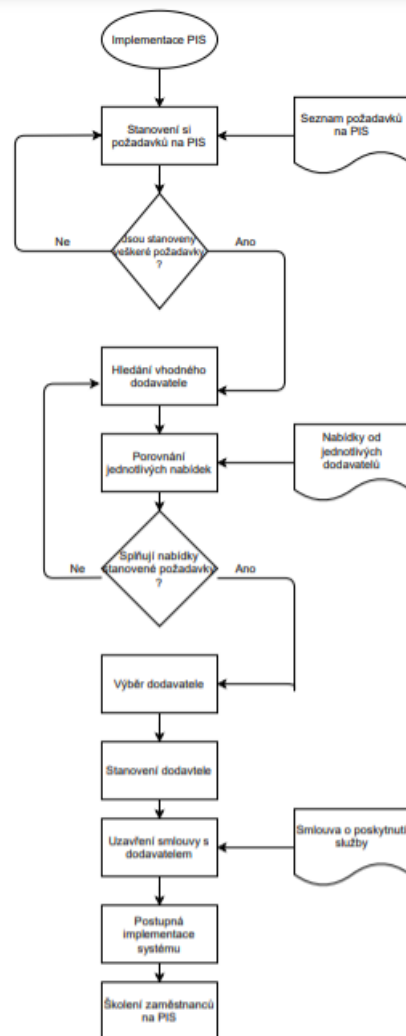 Implementace PIS
Stanovení si
požadavků na PIS
Seznam požadavků
na PIS
Jsou stanoveny
veškeré požadavky
?
Ne
Ano
Hledání vhodného
dodavatele
Porovnání
jednotlivých nabídek
Nabídky od
jednotlivých
dodavatelů
Splňují nabídky
stanovené požadavky
?
Ne
Ano
Výběr dodavatele
Stanovení dodavtele
Uzavření smlouvy s
dodavatelem
Smlouva o poskytnutí
služby
Postupná
implementace
systému
Školení zaměstnanců
na PIS